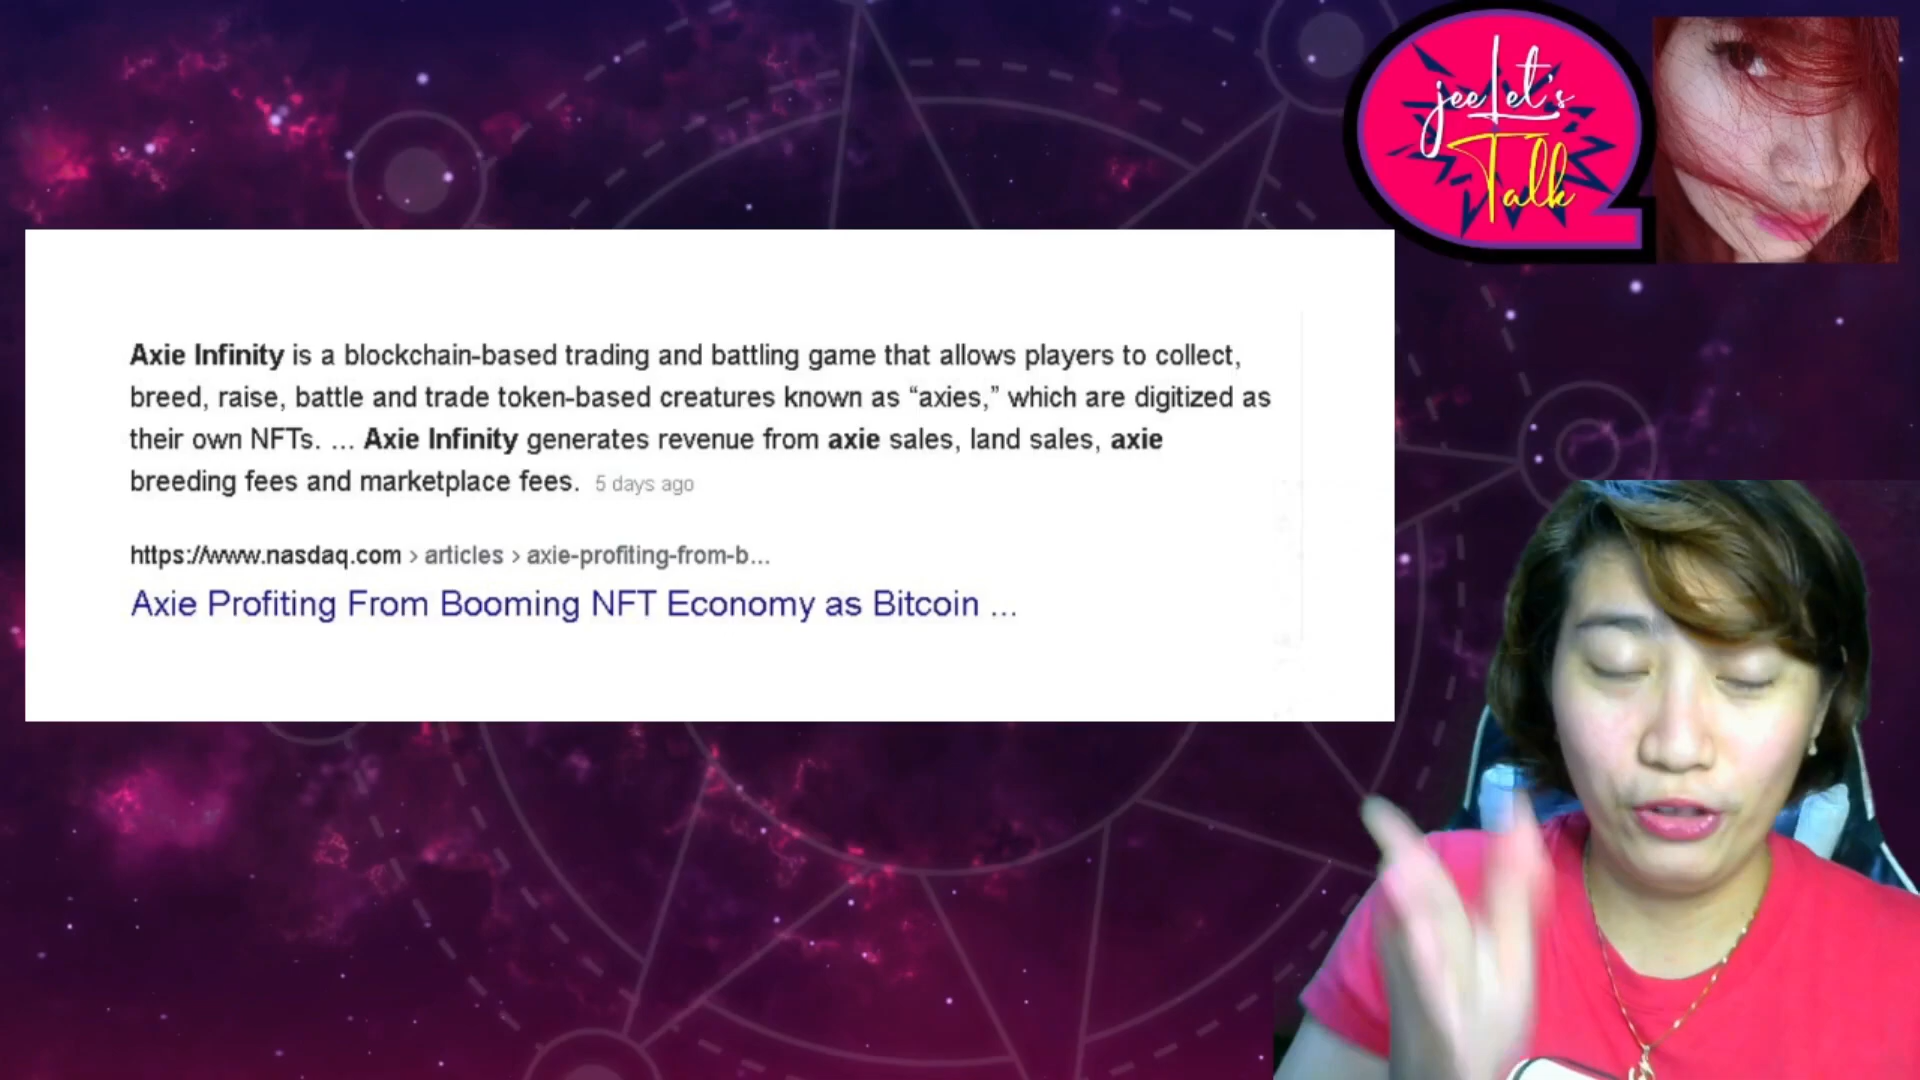 jeeLet's
Talk
Axie Infinity is a blockchain-based trading and battling game that allows players to collect,
breed, raise, battle and trade token-based creatures known as “axies,” which are digitized as
their own NFTs. ... Axie Infinity generates revenue from axie sales, land sales, axie
breeding fees and marketplace fees. 5 days ago
https://www.nasdaq.com › articles › axie-profiting-from-b...
Axie Profiting From Booming NFT Economy as Bitcoin ...